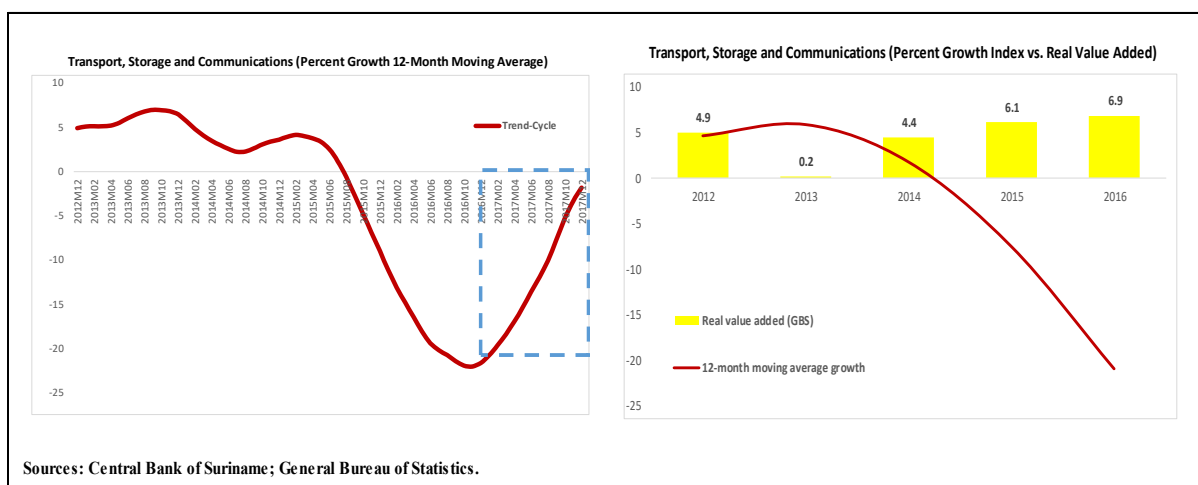 Transport, Storage and Communications (Percent Growth 12-Month Moving Average)
10
5
0
-5
-10
-15
-20
-25
Trend-Cycle
2012M12
2013M02
2013M04
2013M06
2013M08
2013M10
2013M12
2014M02
2014M04
2014M06
2014M08
2014M10
2014M12
2015M02
2015M04
2015M06
2015M08
2015M10
2015M12
2016M02
2016M04
2016M06
2016M08
2016M10
2016M12
2017M02
2017M04
2017M06
2017M08
2017M10
2017M12
Transport, Storage and Communications (Percent Growth Index vs. Real Value Added)
10
5
0
-5
-10
-15
-20
-25
4.9
0.2
4.4
6.1
6.9
2012
2013
2014
2015
2016
Real value added (GBS)
12-month moving average growth
Sources: Central Bank of Suriname; General Bureau of Statistics.